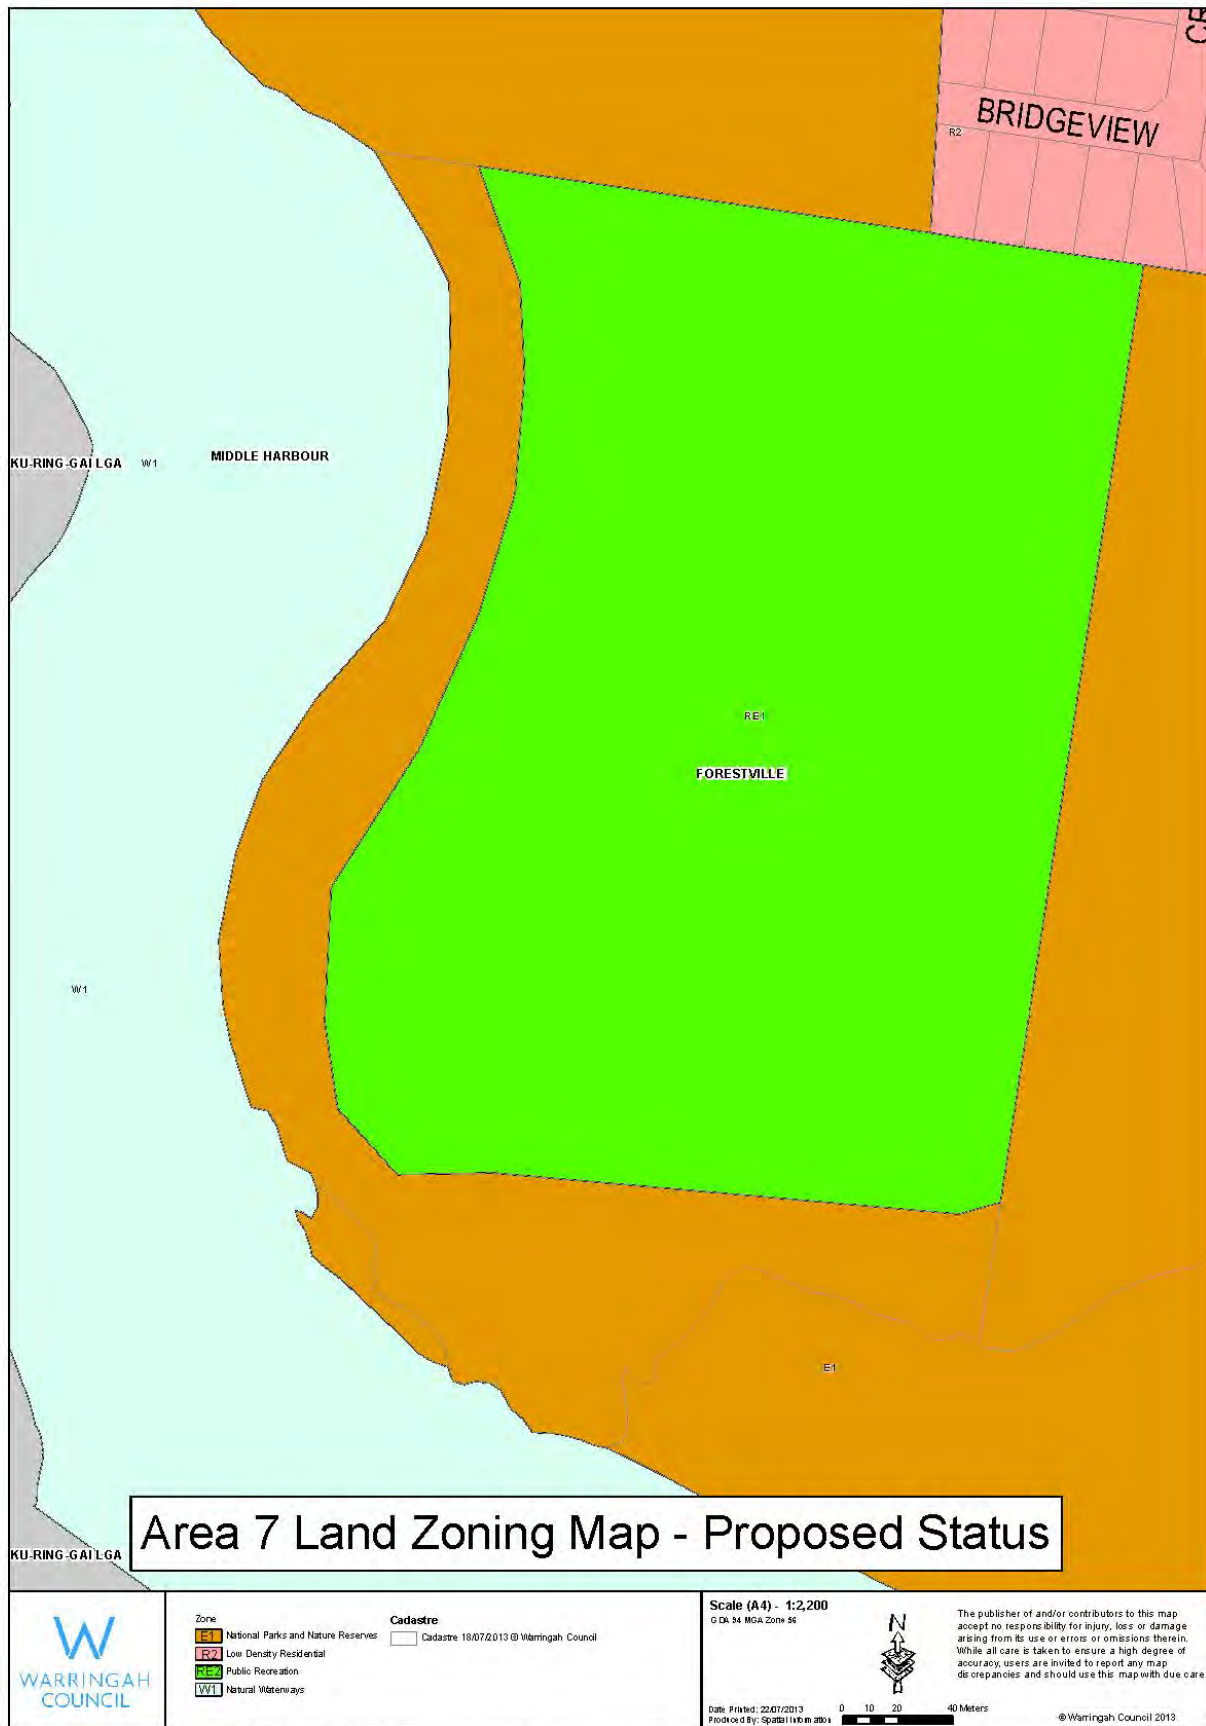 CE
BRIDGEVIEW
R2
MIDDLE HARBOUR
KU-RING-GAI LGA
W1
RE1
FORESTVILLE
W1
E1
Area 7 Land Zoning Map - Proposed Status
KU-RING-GAI LGA
WARRINGAH
COUNCIL
Zone
E1 National Parks and Nature Reserves
R2 Low Density Residential
RE2 Public Recreation
W1 Natural Waterways
Cadastre
Cadastre 18/07/2013 © Warringah Council
Scale (A4) - 1:2,200
GDA 94 MGA Zone 56
N
Date Printed: 22/07/2013
Produced By: Spatial Information
0 10 20 40 Meters
The publisher of and/or contributors to this map
accept no responsibility for injury, loss or damage
arising from its use or errors or omissions therein.
While all care is taken to ensure a high degree of
accuracy, users are invited to report any map
discrepancies and should use this map with due care
© Warringah Council 2013